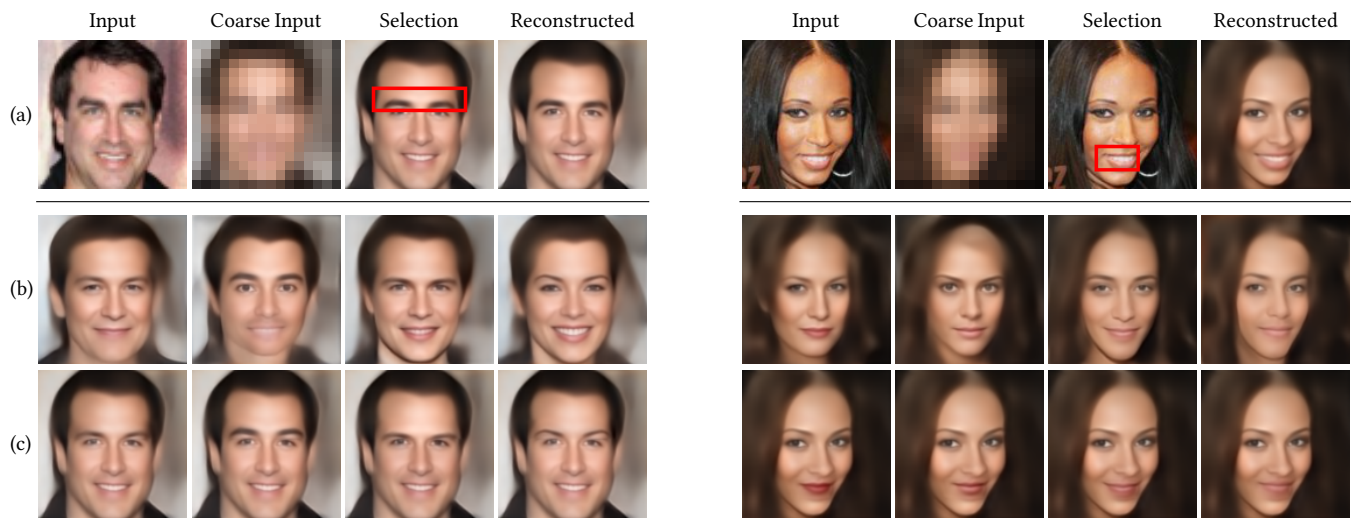 Input Coarse Input Selection Reconstructed Input Coarse Input Selection Reconstructed
(a)
(b)
(c)